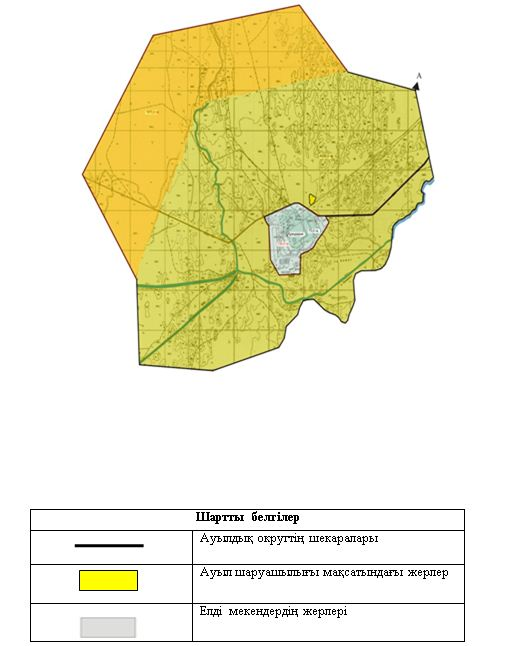 А
Шартты белгілер
Ауылдық округтің шекаралары
Ауыл шаруашылығы мақсатындағы жерлер
Елді мекендердің жерлері